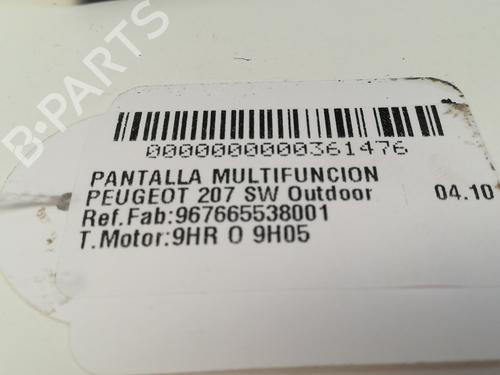 0000000000361476
PANTALLA MULTIFUNCION
PEUGEOT 207 SW Outdoor 04.10
Ref.Fab:967665538001
T.Motor:9HR O 9H05
B-PARTS